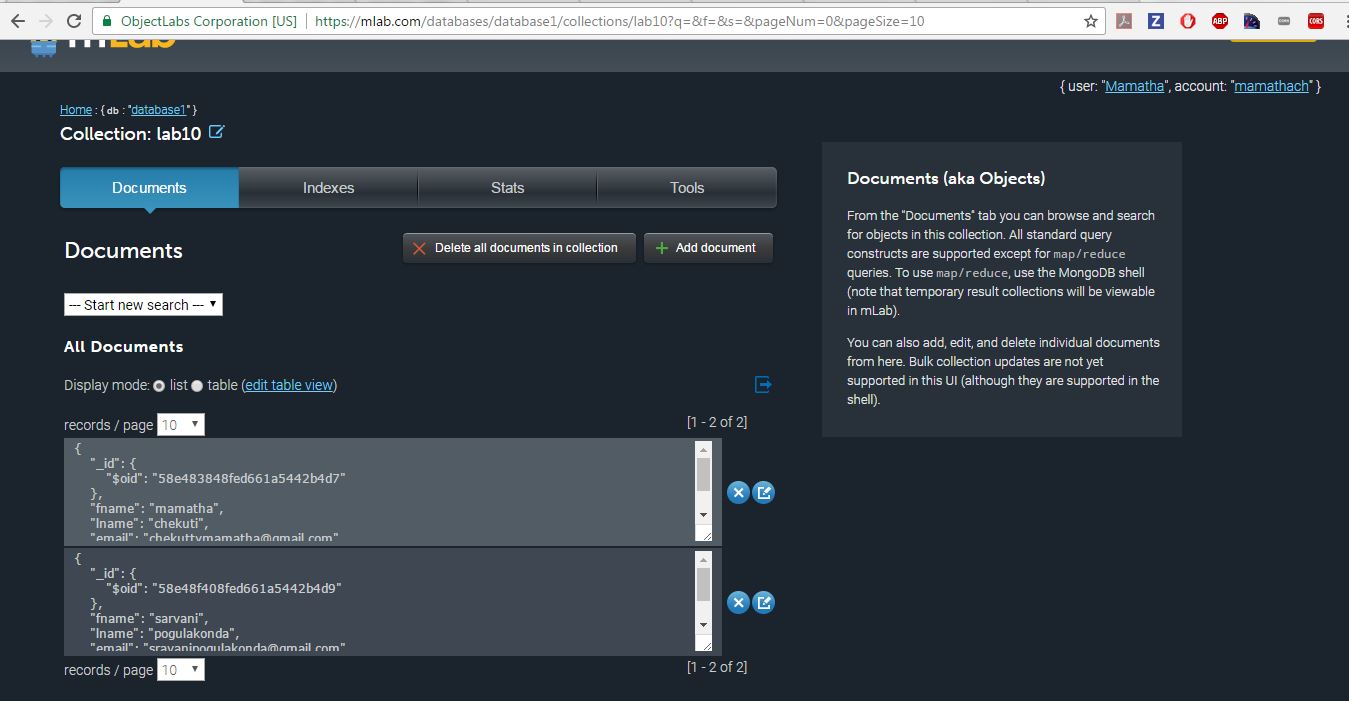 ObjectLabs Corporation [US] https://mlab.com/databases/database1/collections/lab10?q=&f=&s=&pageNum=0&pageSize=10
ABP
CORS
mLab
{ user: "Mamatha", account: "mamathach" }
Home : { db : "database1" }
Collection: lab10
Documents Indexes Stats Tools
Documents
Delete all documents in collection
Add document
--- Start new search ---
All Documents
Display mode: list table (edit table view)
records / page 10
[1 - 2 of 2]
{
"_id": {
"$oid": "58e483848fed661a5442b4d7"
},
"fname": "mamatha",
"lname": "chekuti",
"email": "chekuttymamatha@gmail.com"
{
"_id": {
"$oid": "58e48f408fed661a5442b4d9"
},
"fname": "sarvani",
"lname": "pogulakonda",
"email": "sravanipogulakonda@gmail.com"
records / page 10
[1 - 2 of 2]
Documents (aka Objects)
From the "Documents" tab you can browse and search
for objects in this collection. All standard query
constructs are supported except for map/reduce
queries. To use map/reduce, use the MongoDB shell
(note that temporary result collections will be viewable
in mLab).
You can also add, edit, and delete individual documents
from here. Bulk collection updates are not yet
supported in this UI (although they are supported in the
shell).